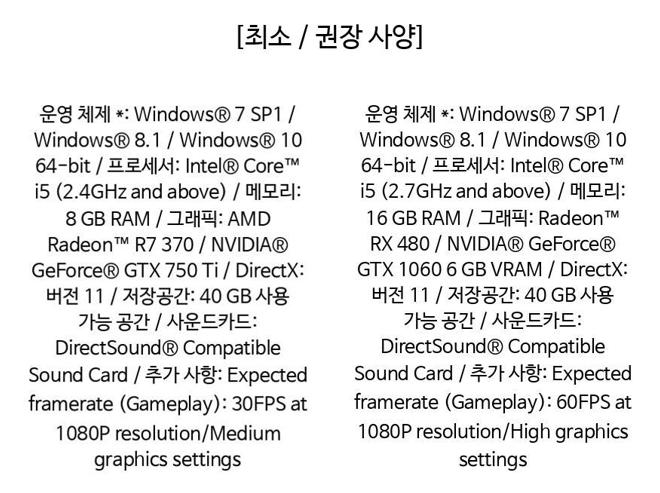 [최소 / 권장 사양]
운영 체제 *: Windows® 7 SP1 /
Windows® 8.1 / Windows® 10
64-bit / 프로세서: Intel® Core™
i5 (2.4GHz and above) / 메모리:
8 GB RAM / 그래픽: AMD
Radeon™ R7 370 / NVIDIA®
GeForce® GTX 750 Ti / DirectX:
버전 11 / 저장공간: 40 GB 사용
가능 공간 / 사운드카드:
DirectSound® Compatible
Sound Card / 추가 사항: Expected
framerate (Gameplay): 30FPS at
1080P resolution/Medium
graphics settings
운영 체제 *: Windows® 7 SP1 /
Windows® 8.1 / Windows® 10
64-bit / 프로세서: Intel® Core™
i5 (2.7GHz and above) / 메모리:
16 GB RAM / 그래픽: Radeon™
RX 480 / NVIDIA® GeForce®
GTX 1060 6 GB VRAM / DirectX:
버전 11 / 저장공간: 40 GB 사용
가능 공간 / 사운드카드:
DirectSound® Compatible
Sound Card / 추가 사항: Expected
framerate (Gameplay): 60FPS at
1080P resolution/High graphics
settings